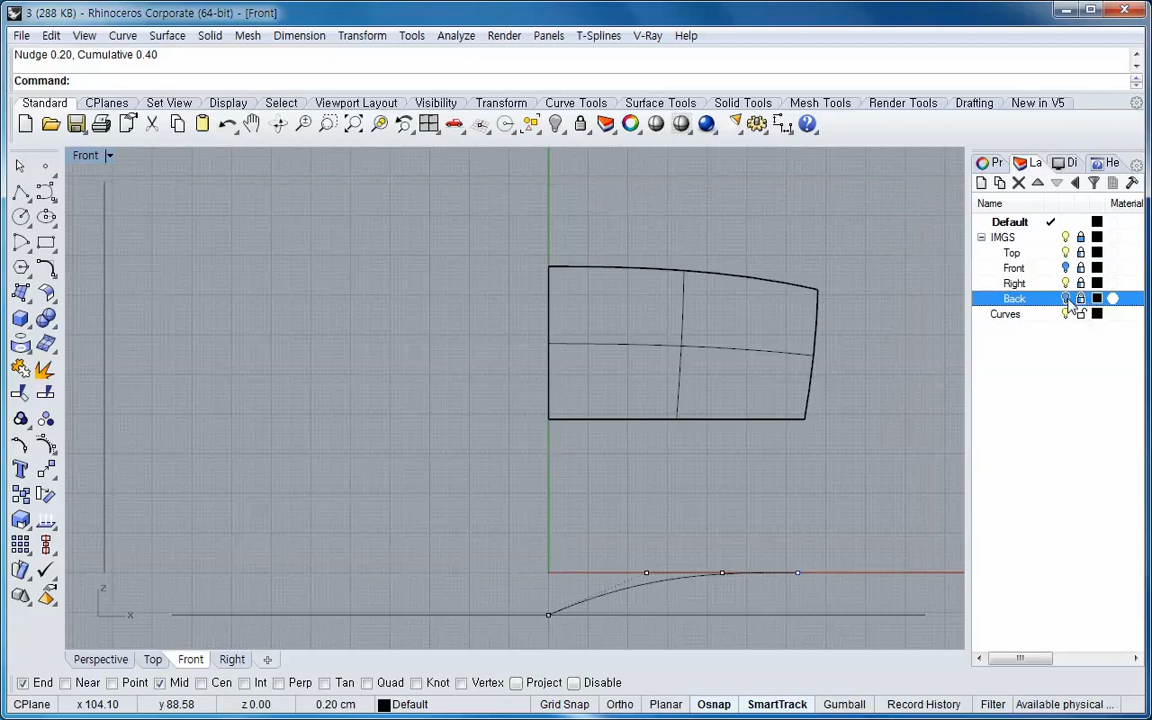 3 (288 KB) - Rhinoceros Corporate (64-bit) - [Front]
File Edit View Curve Surface Solid Mesh Dimension Transform Tools Analyze Render Panels T-Splines V-Ray Help
Nudge 0.20, Cumulative 0.40
Command:
Standard CPlanes Set View Display Select Viewport Layout Visibility Transform Curve Tools Surface Tools Solid Tools Mesh Tools Render Tools Drafting New in V5
Front
Pr La Di He
Name Material
Default
IMGS
Top
Front
Right
Back
Curves
z
x
Perspective Top Front Right
End Near Point Mid Cen Int Perp Tan Quad Knot Vertex Project Disable
CPlane x 104.10 y 88.58 z 0.00 0.20 cm Default Grid Snap Ortho Planar Osnap SmartTrack Gumball Record History Filter Available physical ...